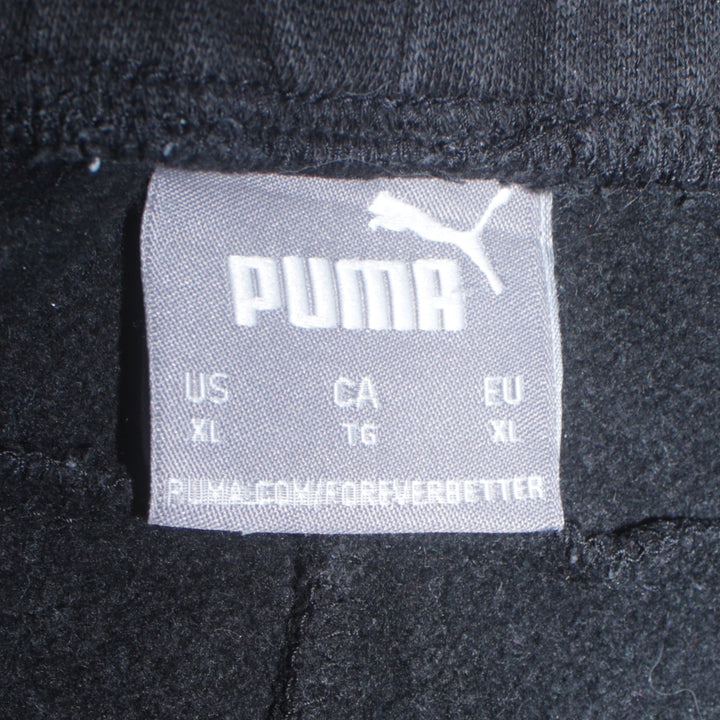 PUMA
US CA EU
XL TG XL
PUMA.COM/FOREVERBETTER